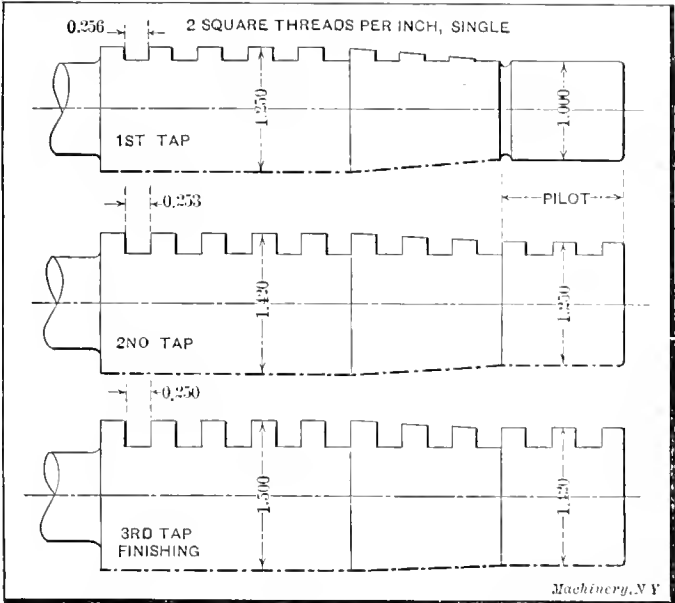 0.256 2 SQUARE THREADS PER INCH, SINGLE
1.250
1.000
1ST TAP
PILOT
0.253
1.420
1.250
2NO TAP
0.250
1.500
1.420
3RD TAP
FINISHING
Machinery, N Y